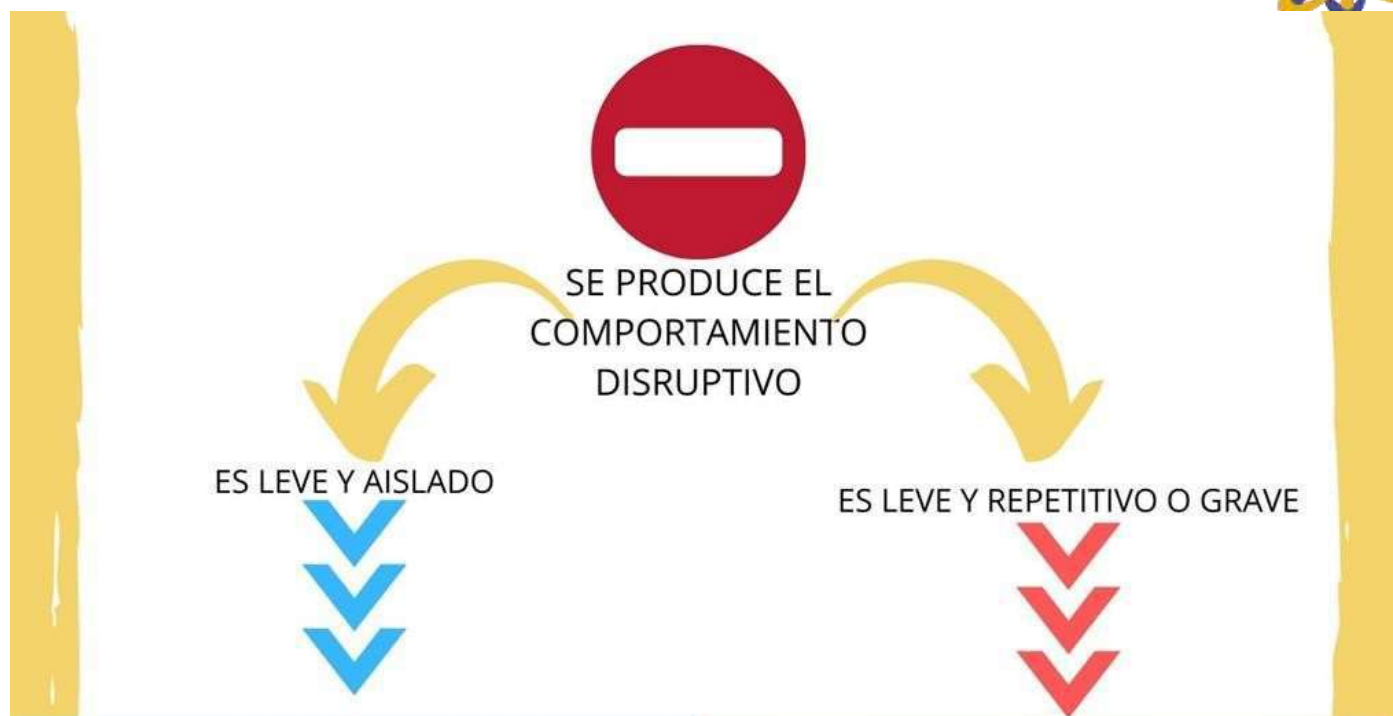 SE PRODUCE EL
COMPORTAMIENTO
DISRUPTIVO
ES LEVE Y AISLADO
ES LEVE Y REPETITIVO O GRAVE